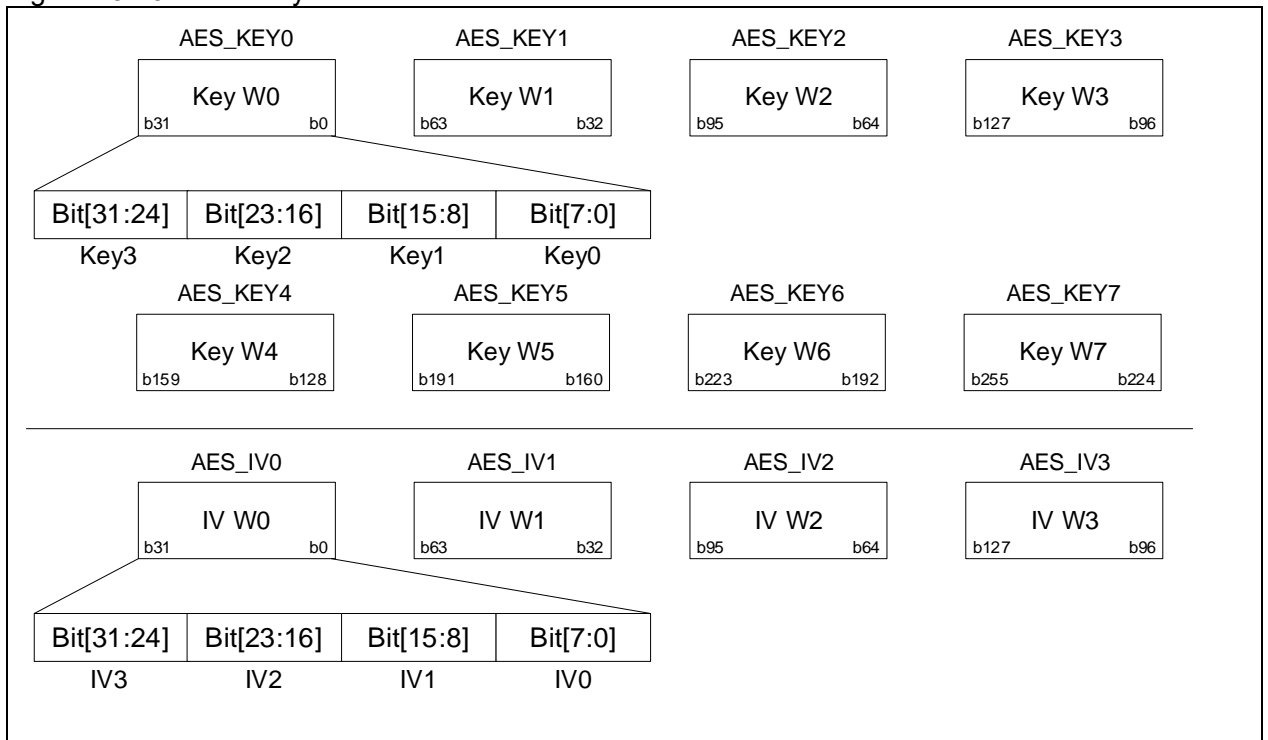 AES_KEY0 AES_KEY1 AES_KEY2 AES_KEY3
Key W0 Key W1 Key W2 Key W3
b31 b0 b63 b32 b95 b64 b127 b96
Bit[31:24] Bit[23:16] Bit[15:8] Bit[7:0]
Key3 Key2 Key1 Key0
AES_KEY4 AES_KEY5 AES_KEY6 AES_KEY7
Key W4 Key W5 Key W6 Key W7
b159 b128 b191 b160 b223 b192 b255 b224
AES_IV0 AES_IV1 AES_IV2 AES_IV3
IV W0 IV W1 IV W2 IV W3
b31 b0 b63 b32 b95 b64 b127 b96
Bit[31:24] Bit[23:16] Bit[15:8] Bit[7:0]
IV3 IV2 IV1 IV0